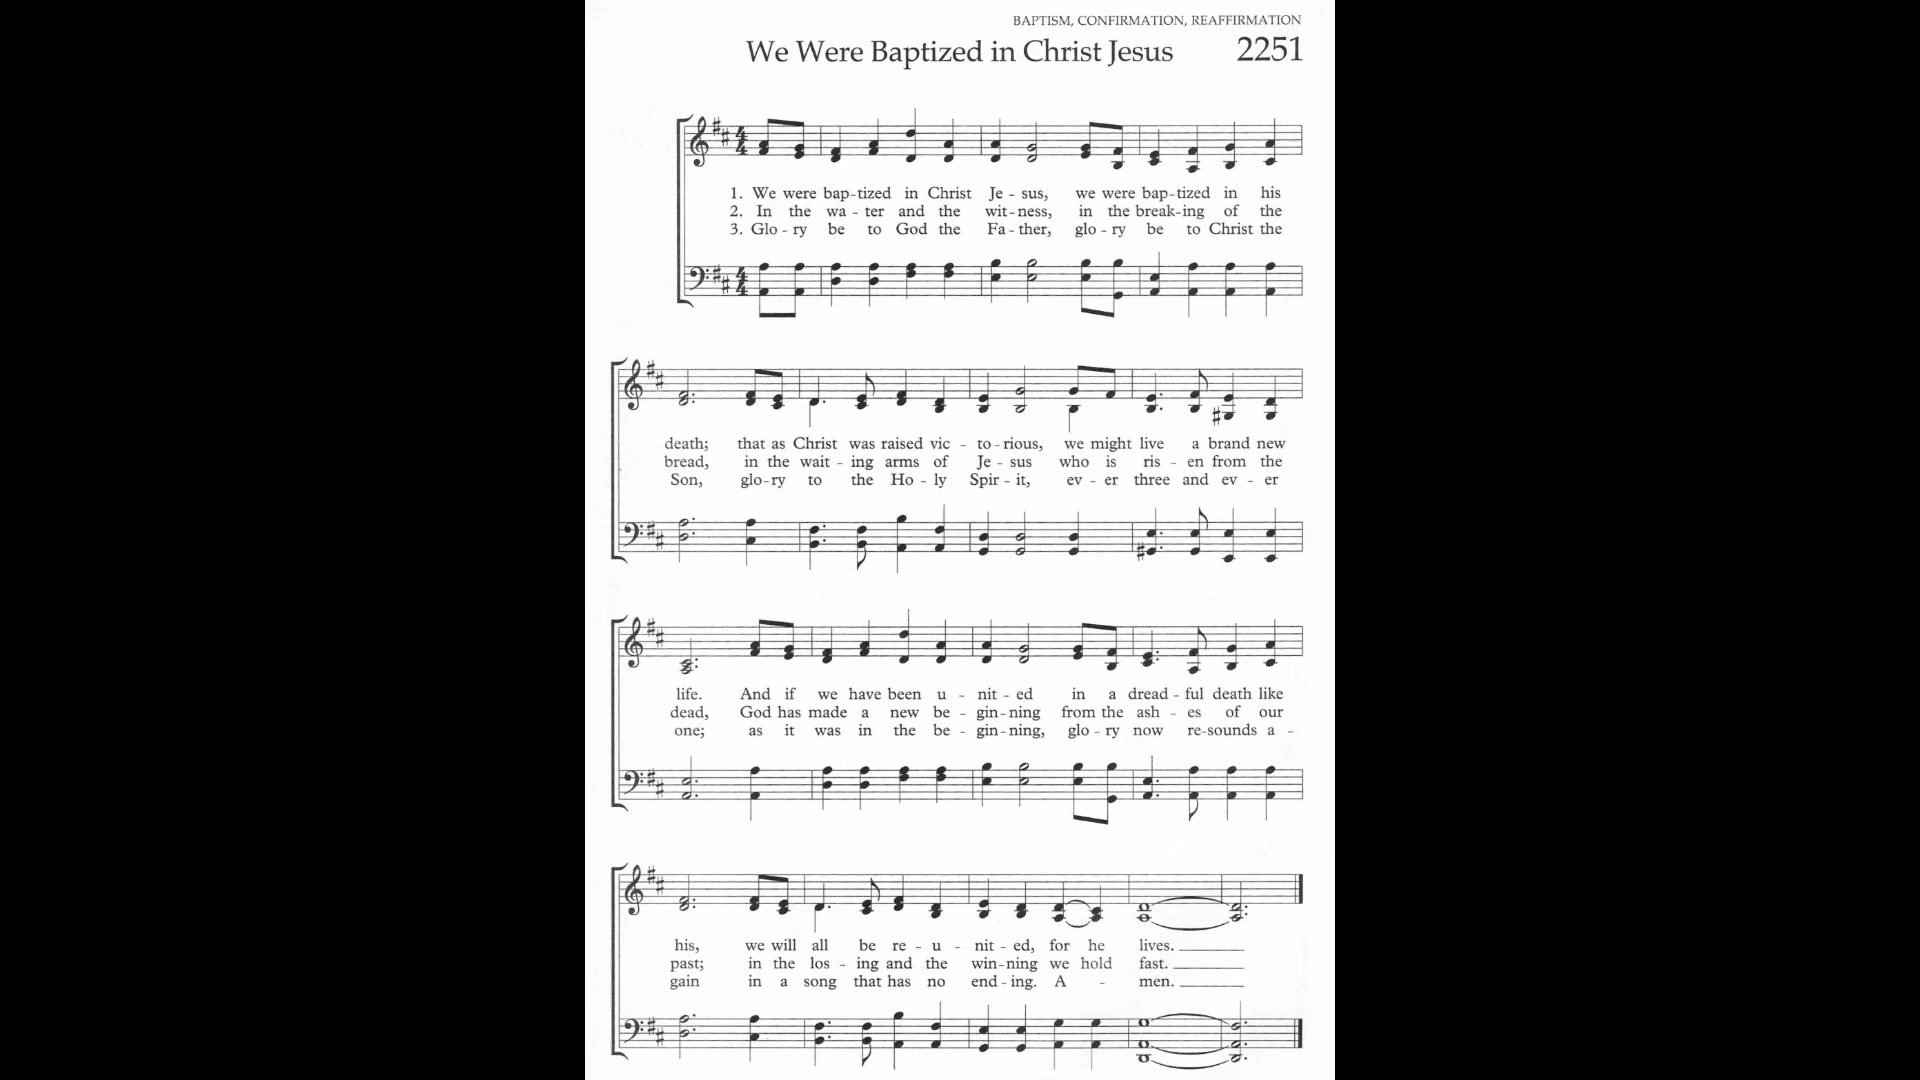 BAPTISM, CONFIRMATION, REAFFIRMATION
We Were Baptized in Christ Jesus 2251
1. We were bap-tized in Christ Je - sus, we were bap-tized in his
2. In the wa - ter and the wit-ness, in the break-ing of the
3. Glo - ry be to God the Fa - ther, glo - ry be to Christ the
death; that as Christ was raised vic - to - rious, we might live a brand new
bread, in the wait - ing arms of Je - sus who is ris - en from the
Son, glo-ry to the Ho - ly Spir - it, ev - er three and ev - er
life. And if we have been u - nit - ed in a dread - ful death like
dead, God has made a new be - gin-ning from the ash - es of our
one; as it was in the be - gin-ning, glo - ry now re-sounds a -
his, we will all be re - u - nit - ed, for he lives.
past; in the los - ing and the win-ning we hold fast.
gain in a song that has no end - ing. A - men.